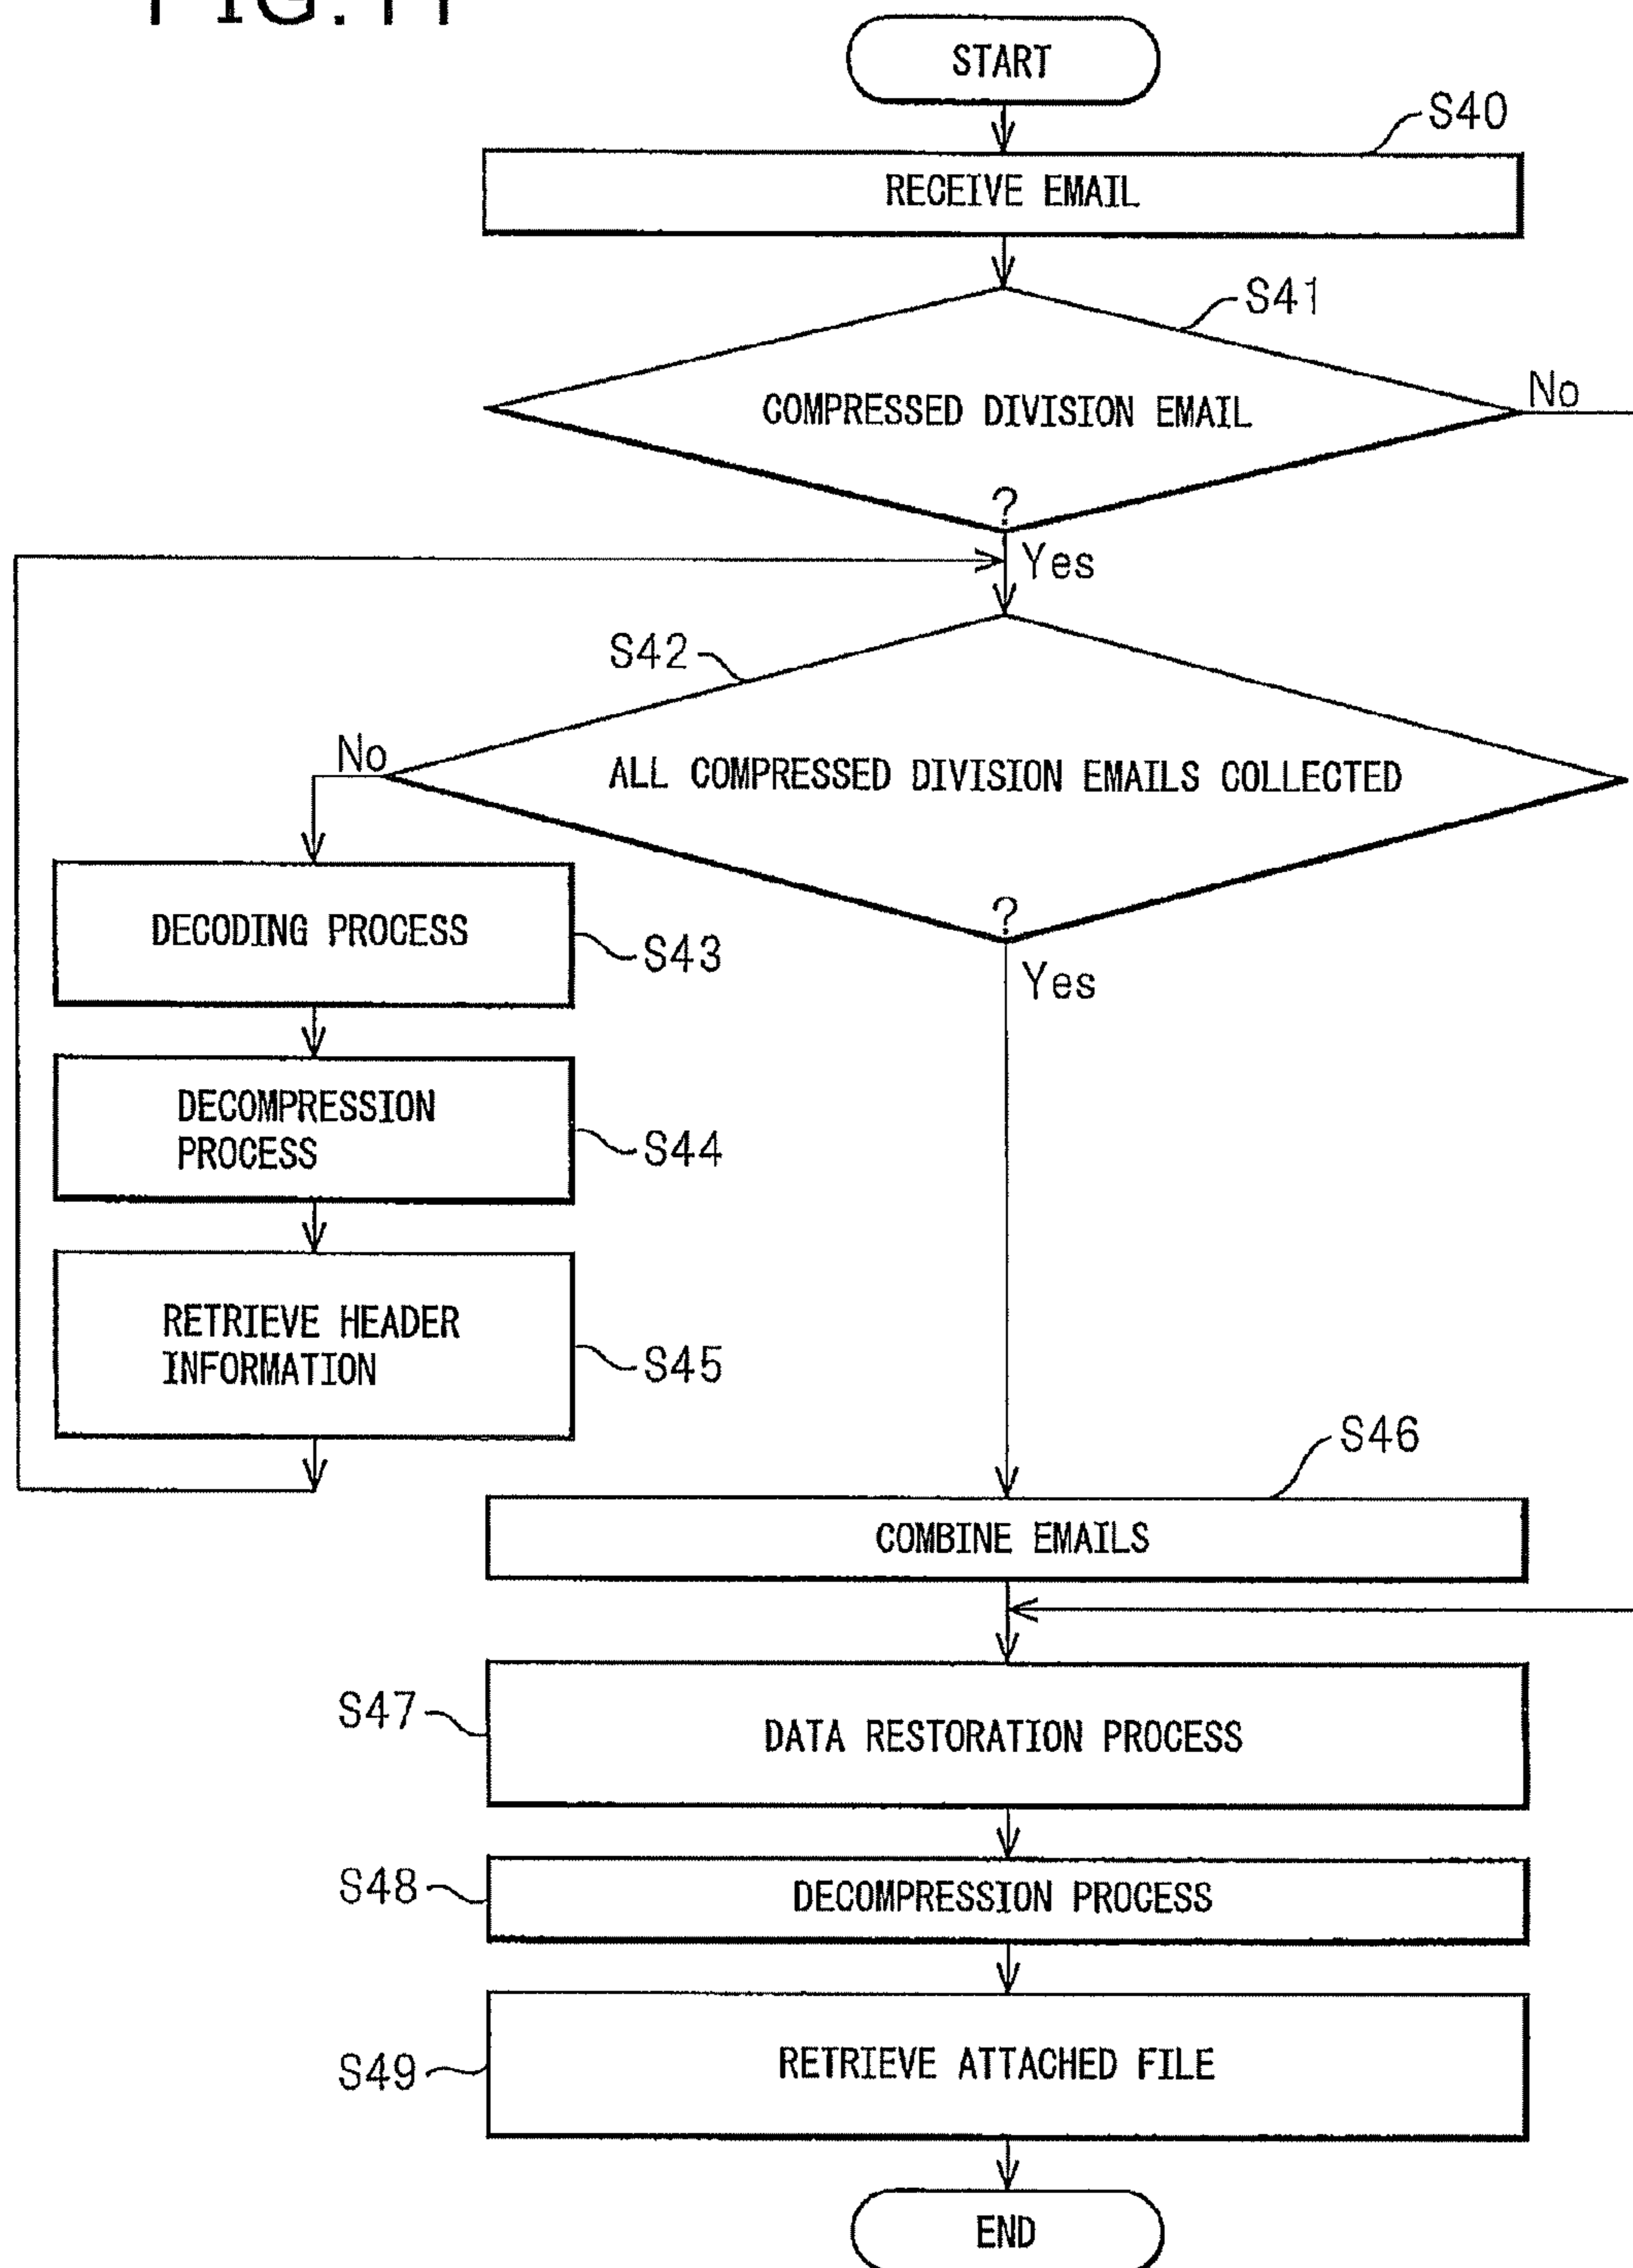 FIG. 11
START
S40
RECEIVE EMAIL
S41
COMPRESSED DIVISION EMAIL
No
?
Yes
S42
No
ALL COMPRESSED DIVISION EMAILS COLLECTED
?
Yes
DECODING PROCESS
S43
DECOMPRESSION
PROCESS
S44
RETRIEVE HEADER
INFORMATION
S45
S46
COMBINE EMAILS
S47
DATA RESTORATION PROCESS
S48
DECOMPRESSION PROCESS
S49
RETRIEVE ATTACHED FILE
END